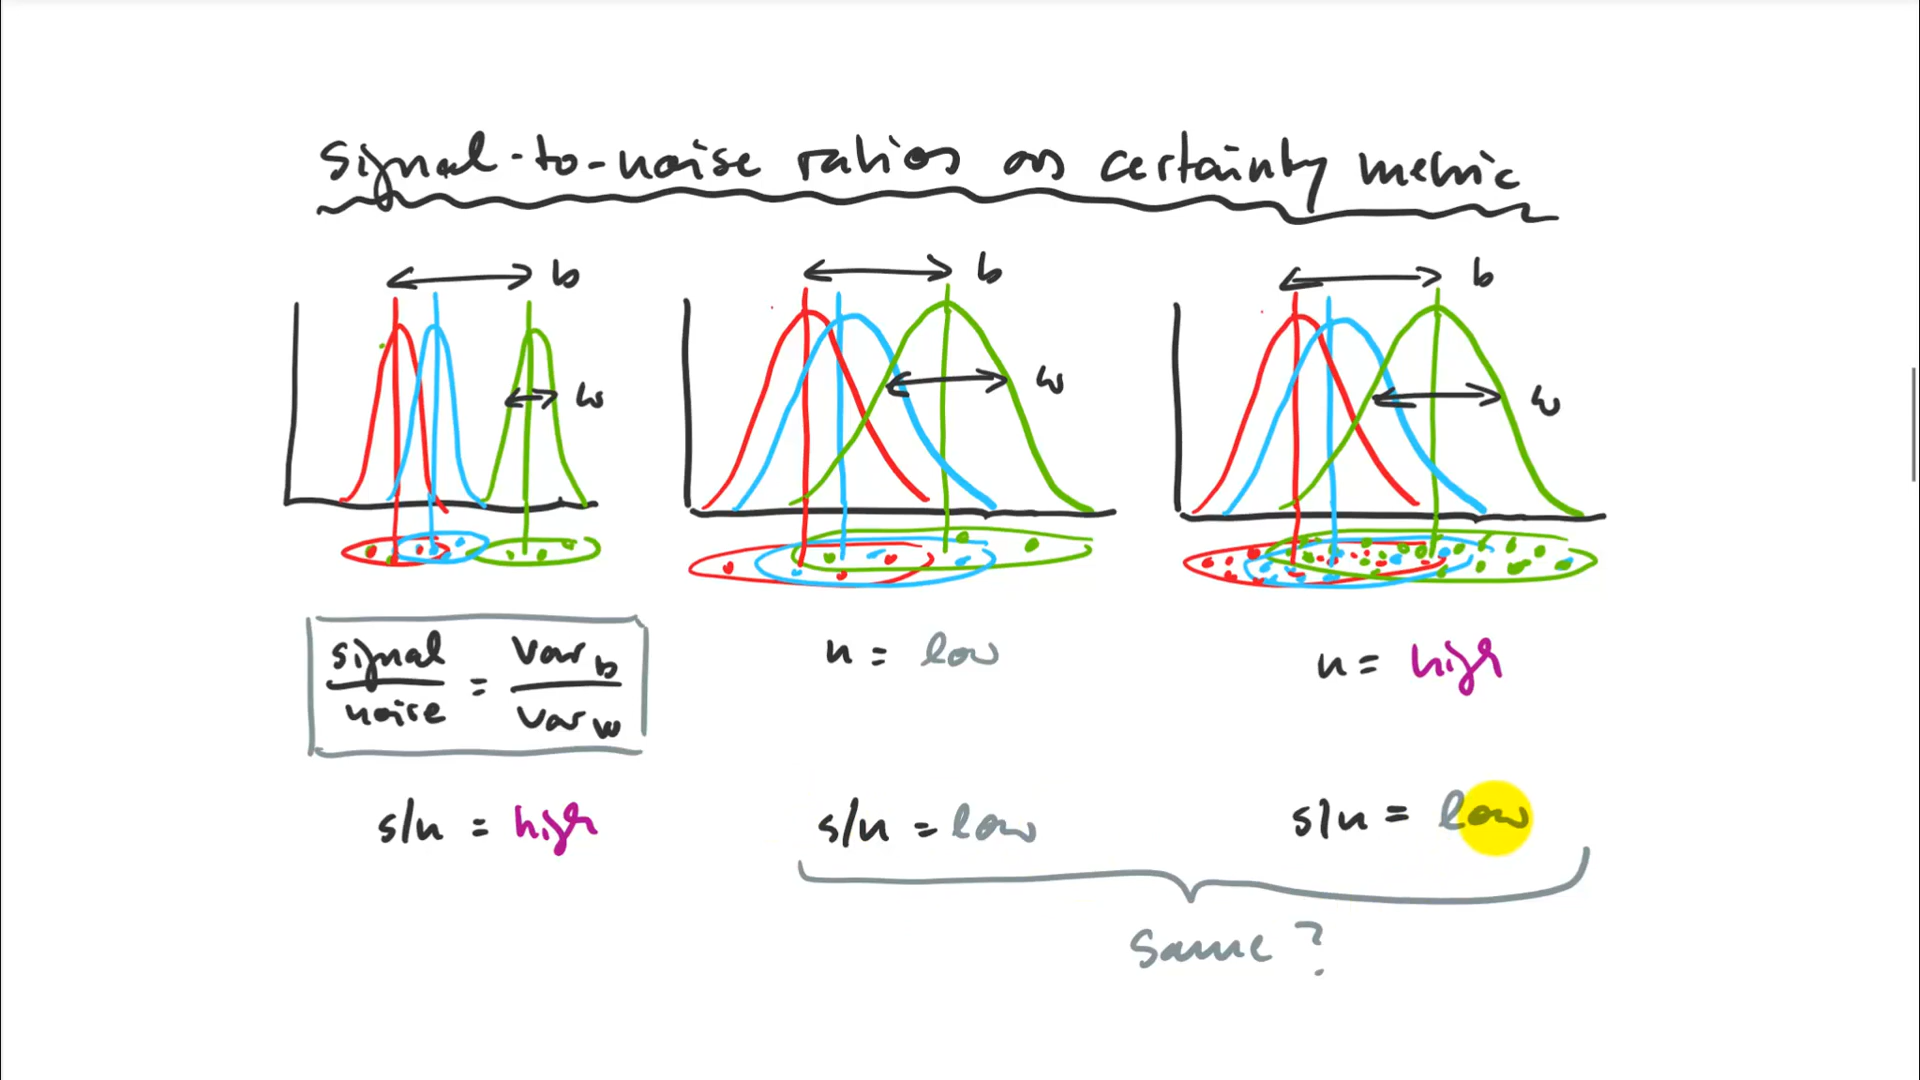 signal-to-noise ratios as certainty metric
b b b
w w w
signal/noise = Var b/Var w
n = low n = high
s/n = high s/n = low s/n = low
same?